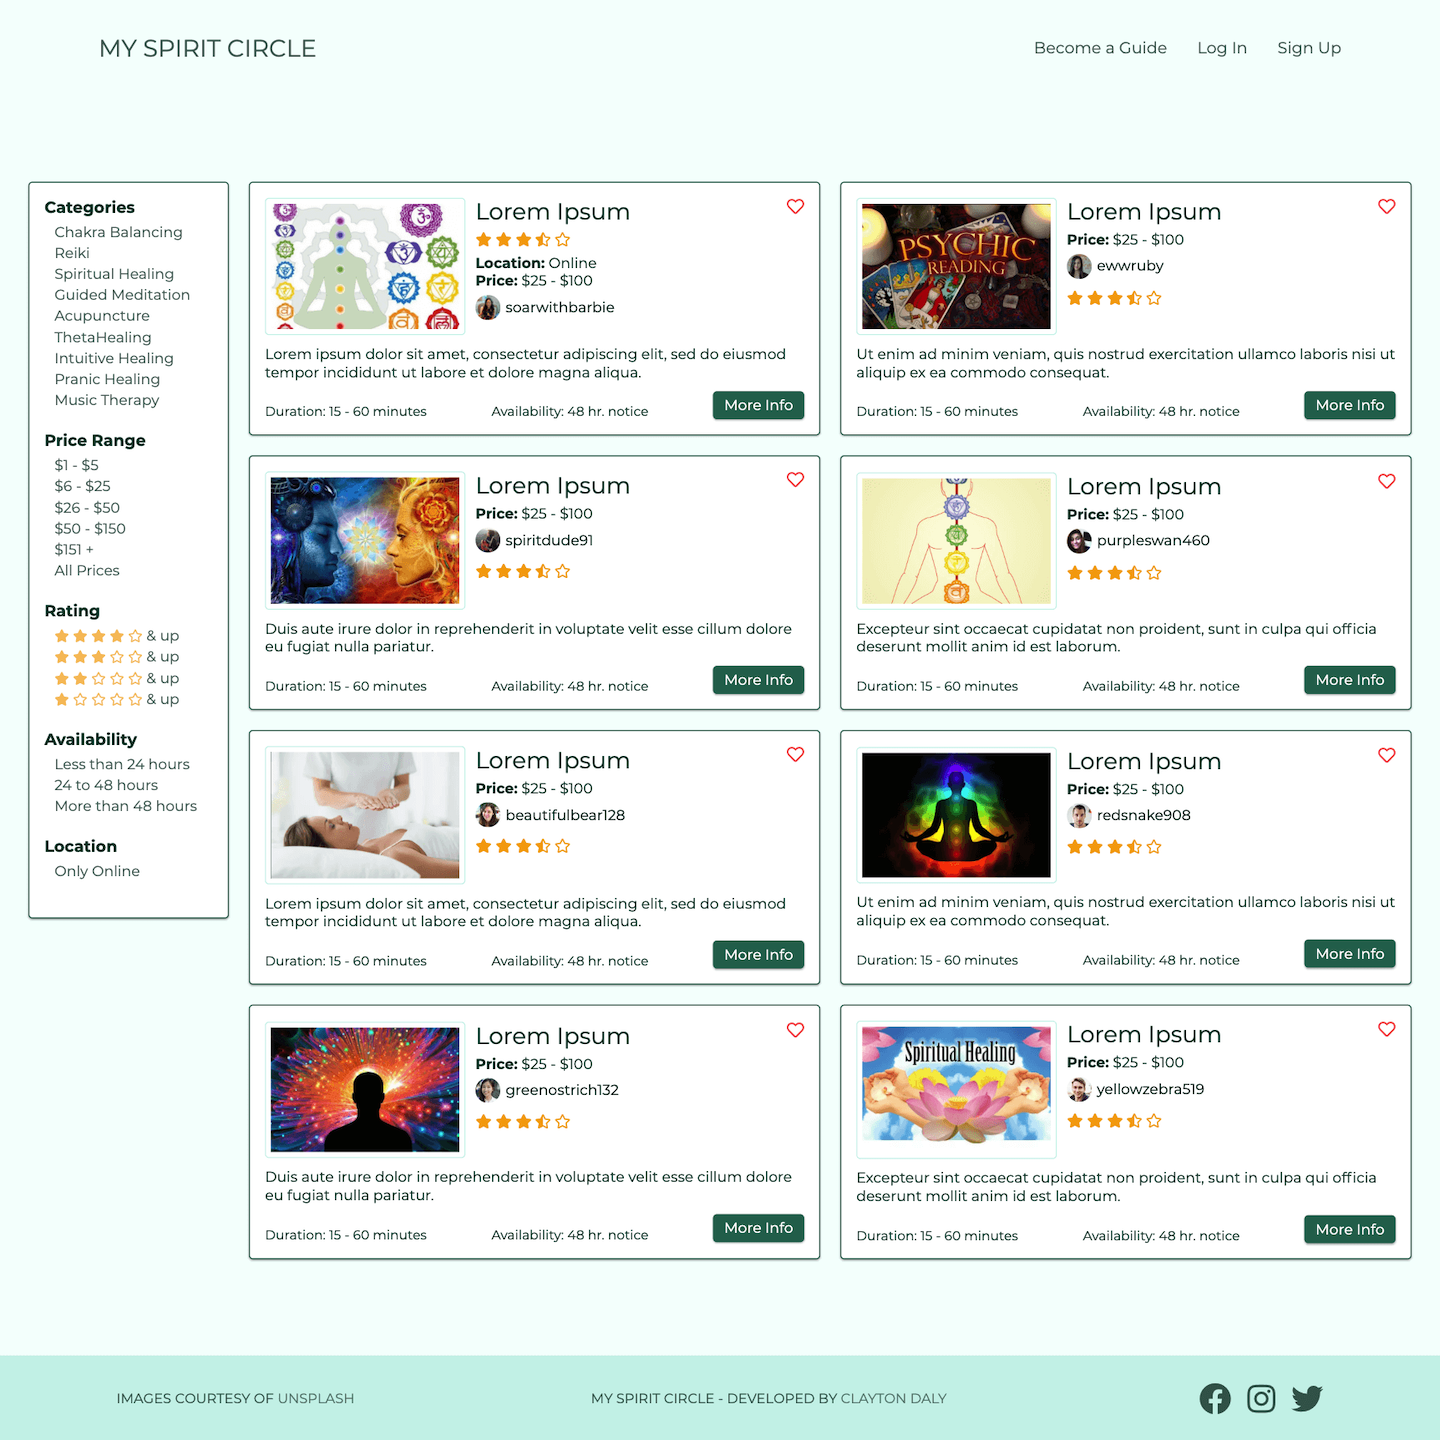 MY SPIRIT CIRCLE
Become a Guide
Log In
Sign Up
Categories
Chakra Balancing
Reiki
Spiritual Healing
Guided Meditation
Acupuncture
ThetaHealing
Intuitive Healing
Pranic Healing
Music Therapy
Price Range
$1 - $5
$6 - $25
$26 - $50
$50 - $150
$151 +
All Prices
Rating
& up
& up
& up
& up
Availability
Less than 24 hours
24 to 48 hours
More than 48 hours
Location
Only Online
Lorem Ipsum
Location: Online
Price: $25 - $100
soarwithbarbie
Lorem ipsum dolor sit amet, consectetur adipiscing elit, sed do eiusmod
tempor incididunt ut labore et dolore magna aliqua.
Duration: 15 - 60 minutes
Availability: 48 hr. notice
More Info
PSYCHIC
READING
Lorem Ipsum
Price: $25 - $100
ewwruby
Ut enim ad minim veniam, quis nostrud exercitation ullamco laboris nisi ut
aliquip ex ea commodo consequat.
Duration: 15 - 60 minutes
Availability: 48 hr. notice
More Info
Lorem Ipsum
Price: $25 - $100
spiritdude91
Duis aute irure dolor in reprehenderit in voluptate velit esse cillum dolore
eu fugiat nulla pariatur.
Duration: 15 - 60 minutes
Availability: 48 hr. notice
More Info
Lorem Ipsum
Price: $25 - $100
purpleswan460
Excepteur sint occaecat cupidatat non proident, sunt in culpa qui officia
deserunt mollit anim id est laborum.
Duration: 15 - 60 minutes
Availability: 48 hr. notice
More Info
Lorem Ipsum
Price: $25 - $100
beautifulbear128
Lorem ipsum dolor sit amet, consectetur adipiscing elit, sed do eiusmod
tempor incididunt ut labore et dolore magna aliqua.
Duration: 15 - 60 minutes
Availability: 48 hr. notice
More Info
Lorem Ipsum
Price: $25 - $100
redsnake908
Ut enim ad minim veniam, quis nostrud exercitation ullamco laboris nisi ut
aliquip ex ea commodo consequat.
Duration: 15 - 60 minutes
Availability: 48 hr. notice
More Info
Lorem Ipsum
Price: $25 - $100
greenostrich132
Duis aute irure dolor in reprehenderit in voluptate velit esse cillum dolore
eu fugiat nulla pariatur.
Duration: 15 - 60 minutes
Availability: 48 hr. notice
More Info
Spiritual Healing
Lorem Ipsum
Price: $25 - $100
yellowzebra519
Excepteur sint occaecat cupidatat non proident, sunt in culpa qui officia
deserunt mollit anim id est laborum.
Duration: 15 - 60 minutes
Availability: 48 hr. notice
More Info
IMAGES COURTESY OF UNSPLASH
MY SPIRIT CIRCLE - DEVELOPED BY CLAYTON DALY